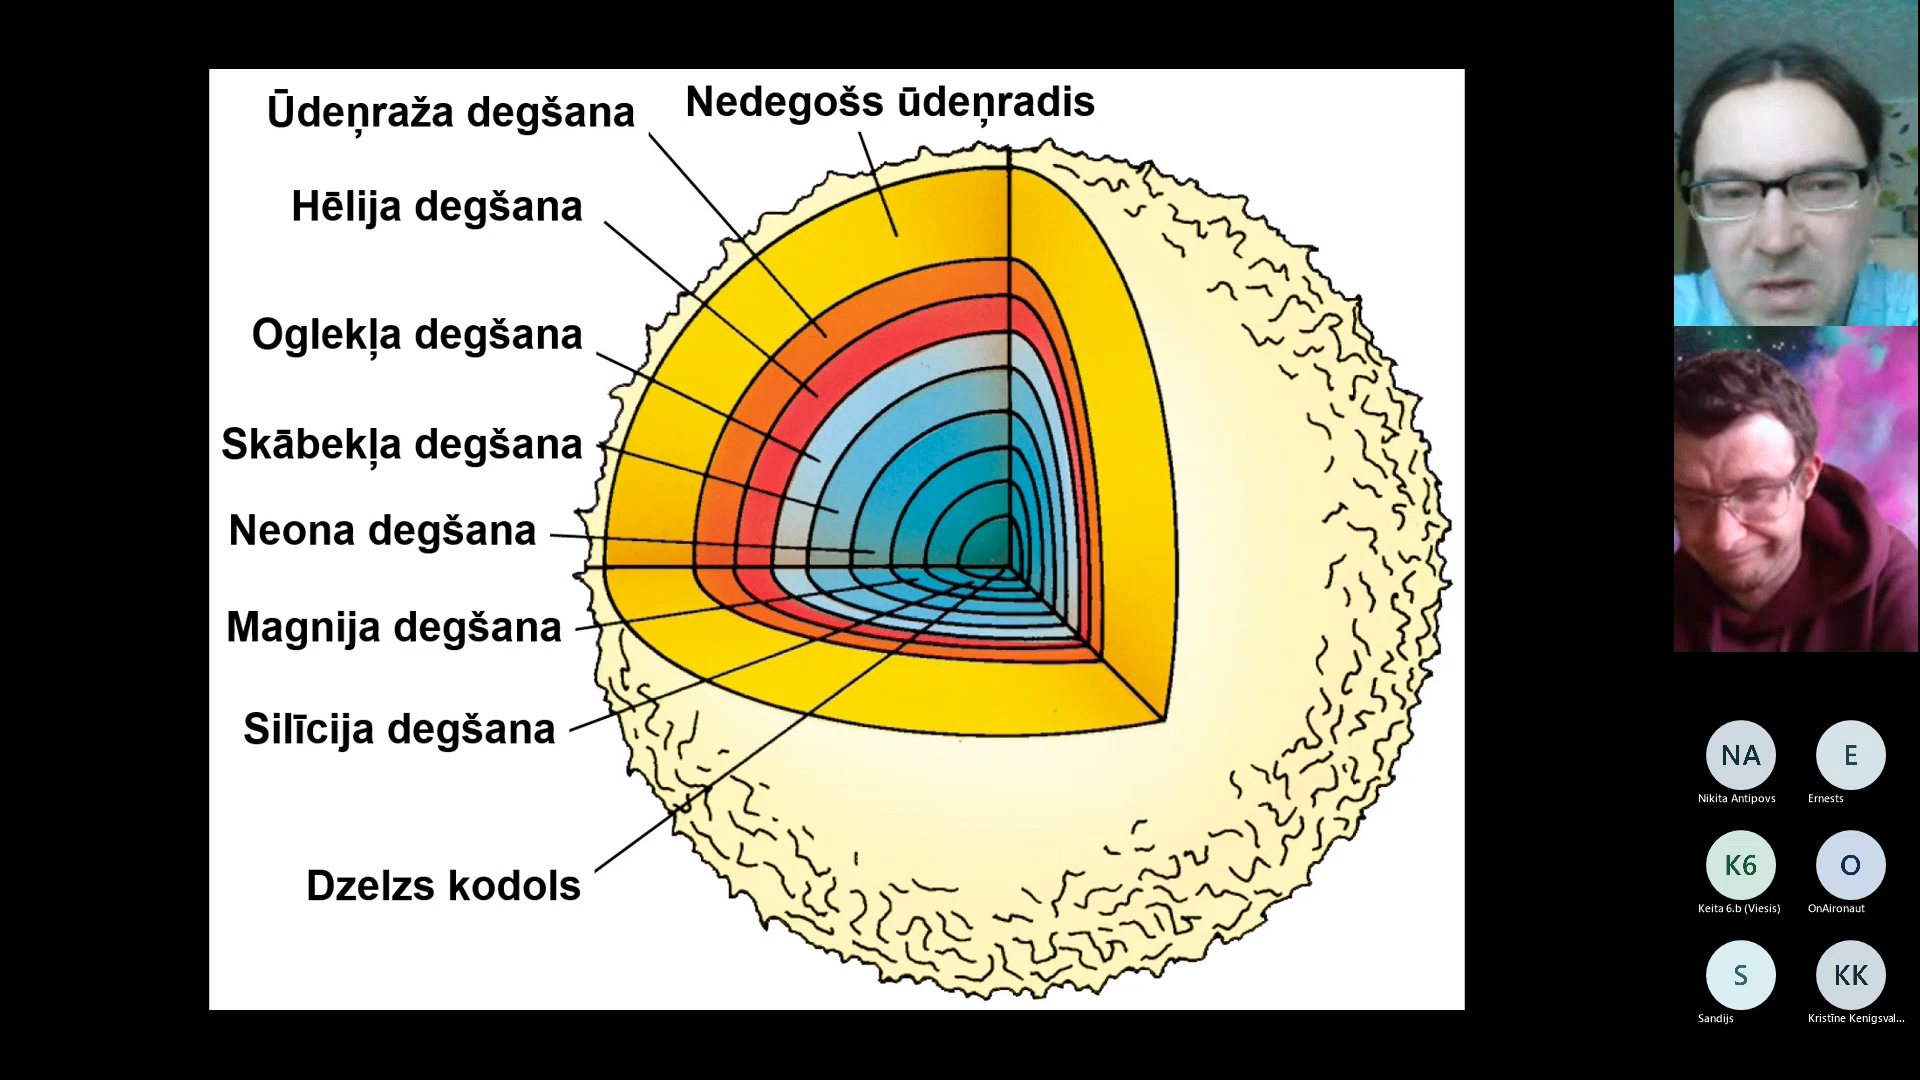 Ūdeņraža degšana
Nedegošs ūdeņradis
Hēlija degšana
Oglekļa degšana
Skābekļa degšana
Neona degšana
Magnija degšana
Silīcija degšana
Dzelzs kodols
NA
Nikita Antipovs
E
Ernests
K6
Keita 6.b (Viesis)
O
OnAironaut
S
Sandijs
KK
Kristīne Kenigsval...